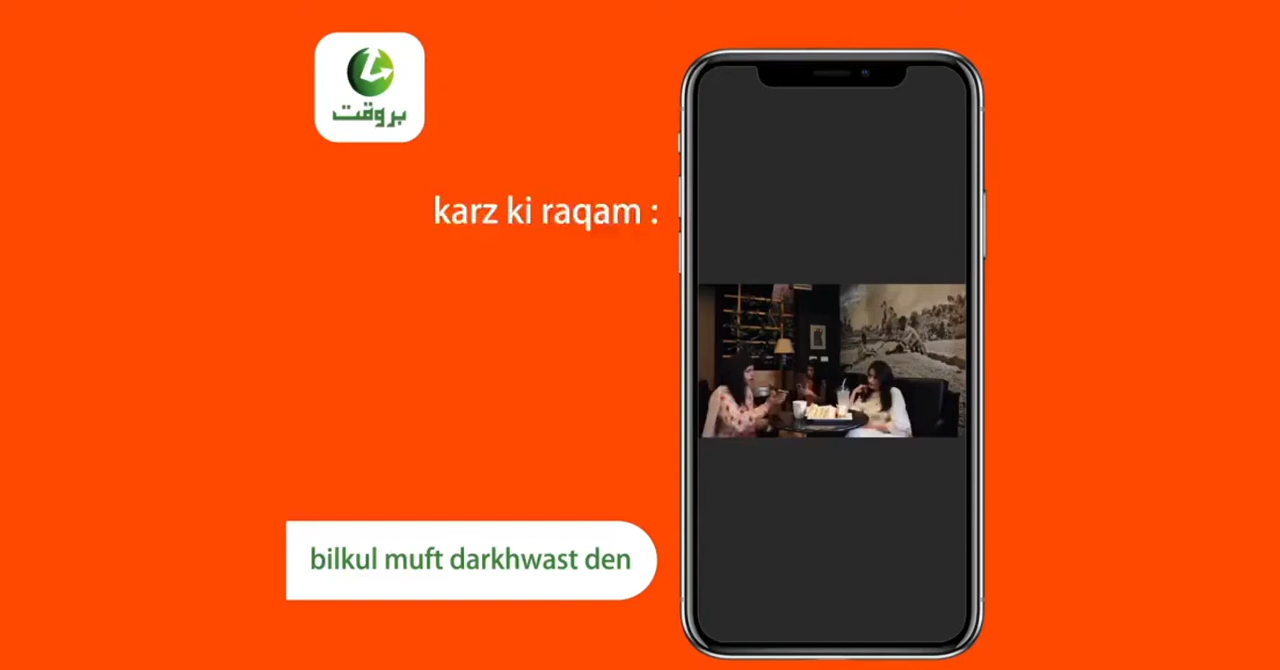 بروقت
karz ki raqam :
bilkul muft darkhwast den